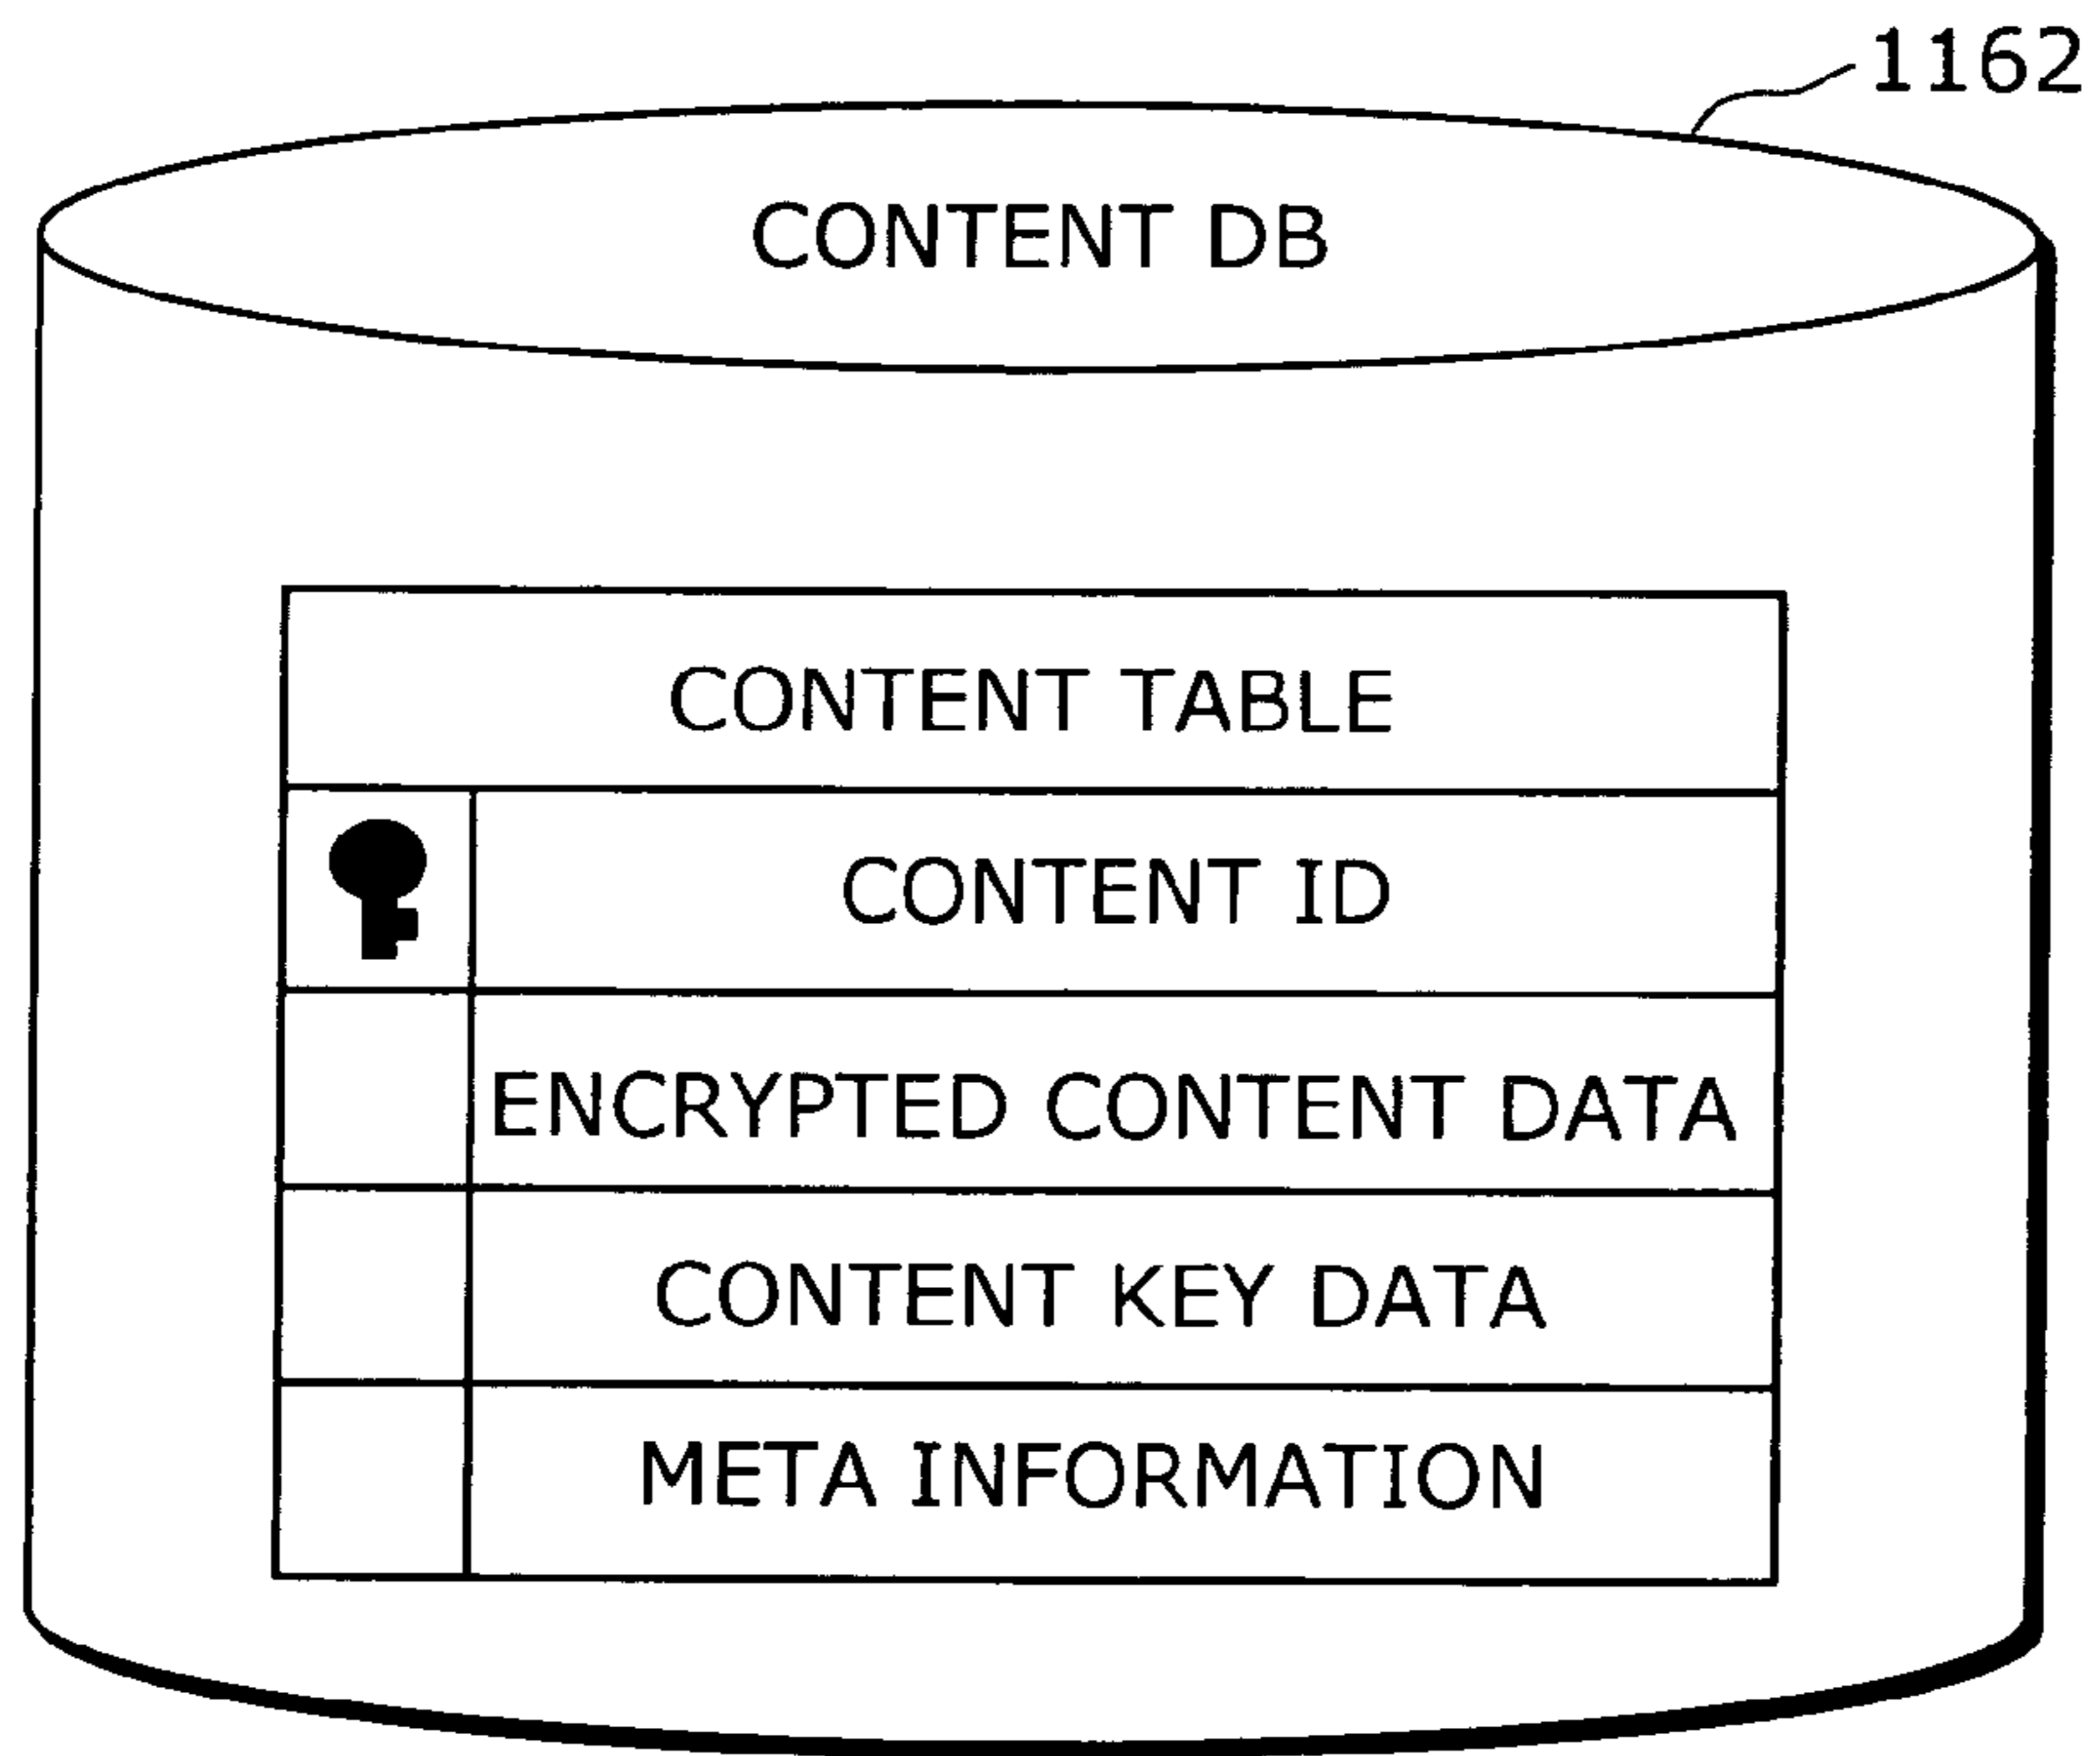 1162
CONTENT DB
CONTENT TABLE
CONTENT ID
ENCRYPTED CONTENT DATA
CONTENT KEY DATA
META INFORMATION